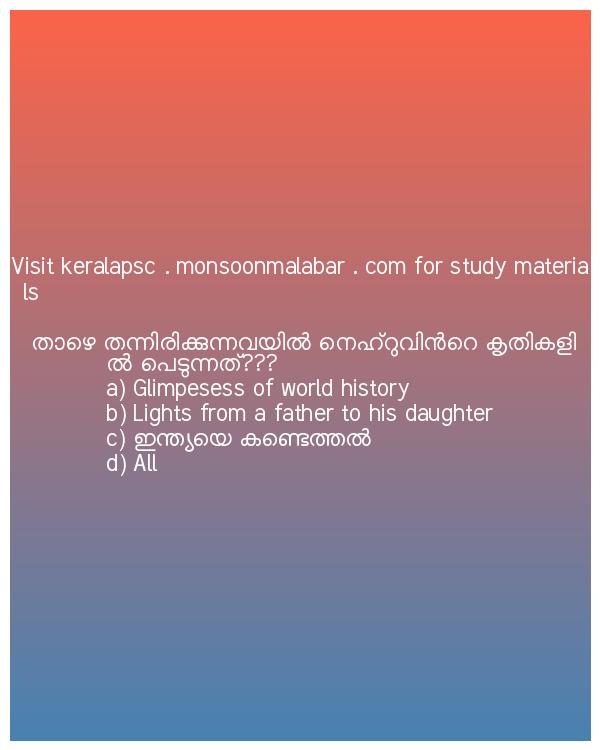 Visit keralapsc . monsoonmalabar . com for study materia
ls
താഴെ തന്നിരിക്കുന്നവയിൽ നെഹ്റുവിൻറെ കൃതികളി
ൽ പെടുന്നത്???
a) Glimpesess of world history
b) Lights from a father to his daughter
c) ഇന്ത്യയെ കണ്ടെത്തൽ
d) All